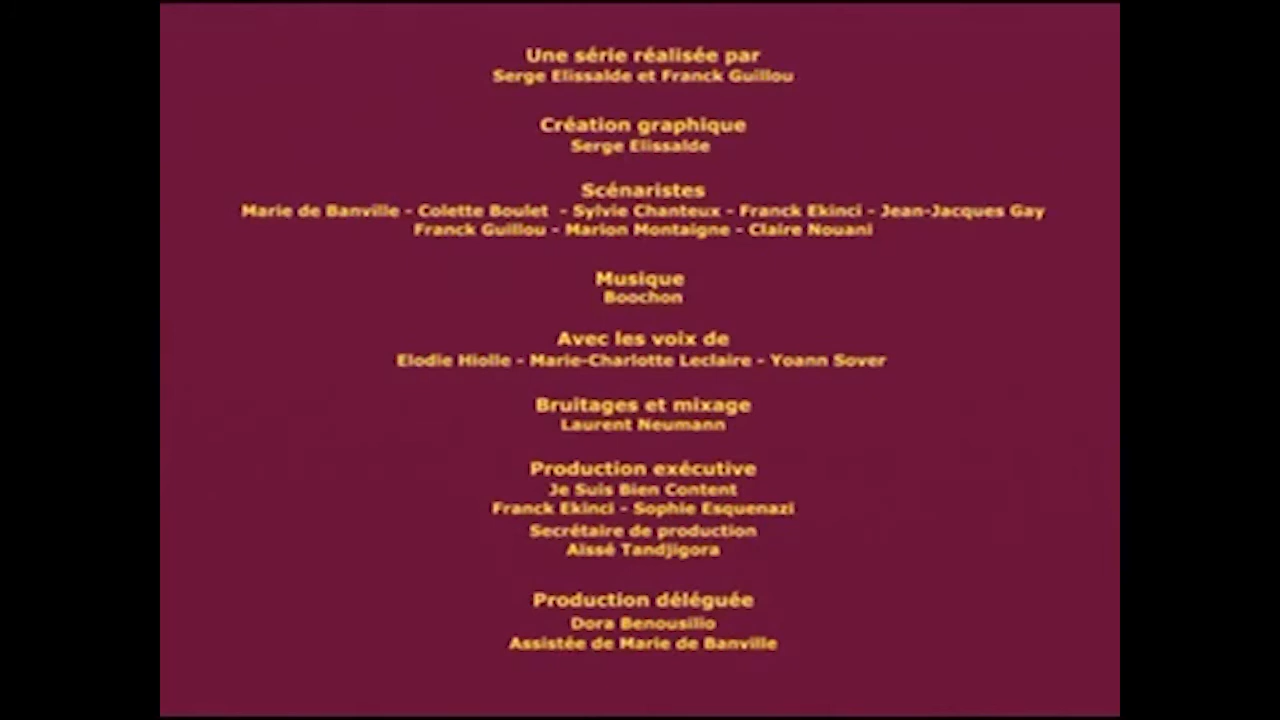 Une série réalisée par
Serge Elissalde et Franck Guillou
Création graphique
Serge Elissalde
Scénaristes
Marie de Banville - Colette Boulet - Sylvie Chanteux - Franck Ekinci - Jean-Jacques Gay
Franck Guillou - Marion Montaigne - Claire Nouani
Musique
Boochon
Avec les voix de
Elodie Hiolle - Marie-Charlotte Leclaire - Yoann Sover
Bruitages et mixage
Laurent Neumann
Production exécutive
Je Suis Bien Content
Franck Ekinci - Sophie Esquenazi
Secrétaire de production
Aïssé Tandjigora
Production déléguée
Dora Benousilio
Assistée de Marie de Banville